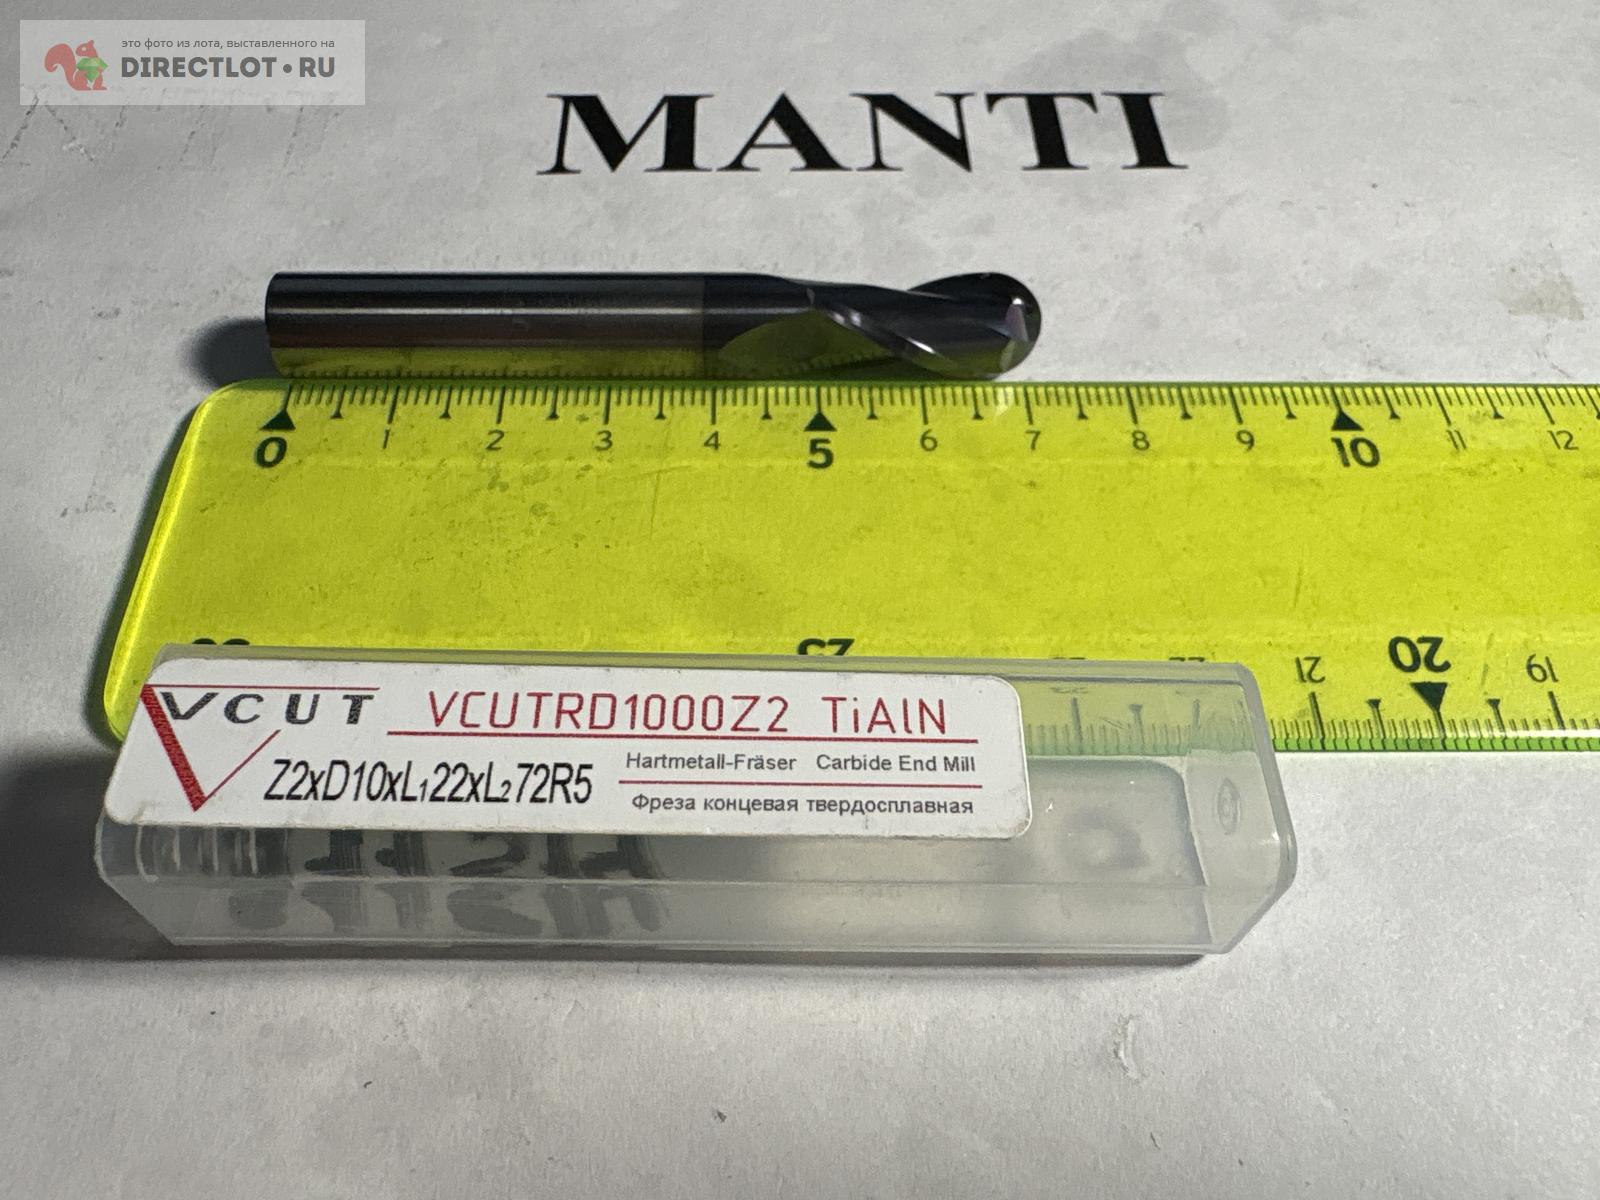 это фото из лота, выставленного на
DIRECTLOT•RU
MANTI
0 1 2 3 4 5 6 7 8 9 10 11 12
25 21 20 19
VCUT
VCUTRD1000Z2 TiAlN
Z2xD10xL₁22xL₂72R5
Hartmetall-Fräser Carbide End Mill
Фреза концевая твердосплавная